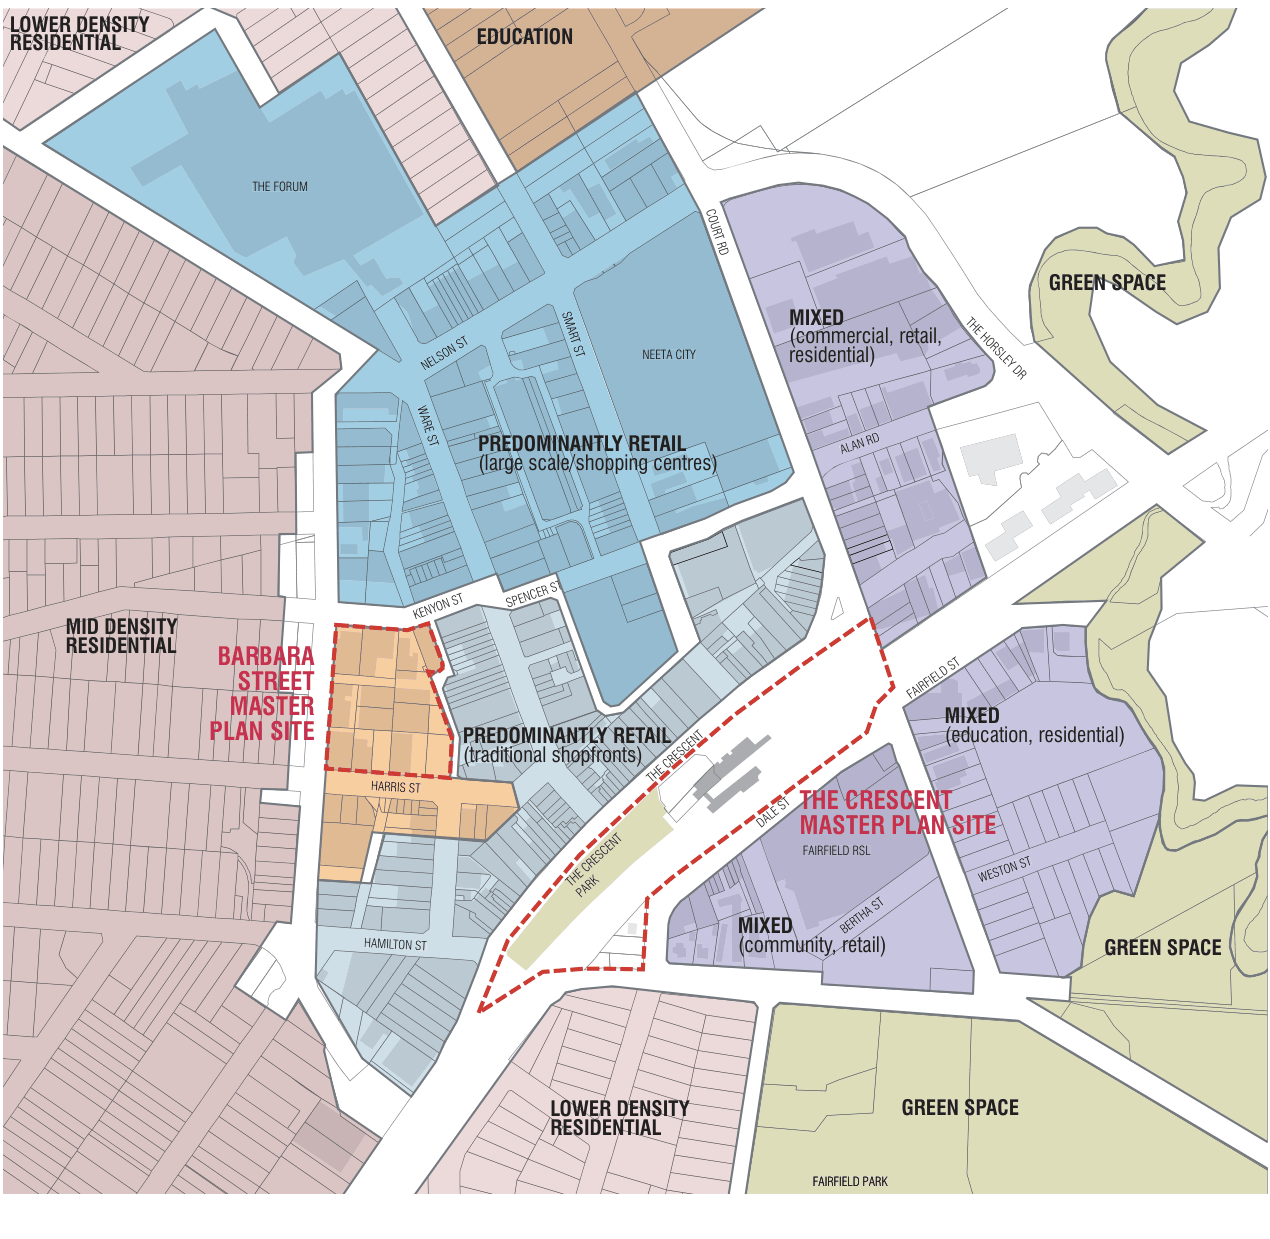 LOWER DENSITY
RESIDENTIAL
EDUCATION
THE FORUM
COURT RD
GREEN SPACE
MIXED
(commercial, retail,
residential)
THE HORSLEY DR
NELSON ST
SMART ST
NEETA CITY
WARE ST
PREDOMINANTLY RETAIL
(large scale/shopping centres)
ALAN RD
KENYON ST
SPENCER ST
MID DENSITY
RESIDENTIAL
BARBARA
STREET
MASTER
PLAN SITE
FAIRFIELD ST
MIXED
(education, residential)
PREDOMINANTLY RETAIL
(traditional shopfronts)
THE CRESCENT
HARRIS ST
DALE ST
THE CRESCENT
MASTER PLAN SITE
FAIRFIELD RSL
THE CRESCENT
PARK
WESTON ST
BERTHA ST
MIXED
(community, retail)
HAMILTON ST
GREEN SPACE
LOWER DENSITY
RESIDENTIAL
GREEN SPACE
FAIRFIELD PARK